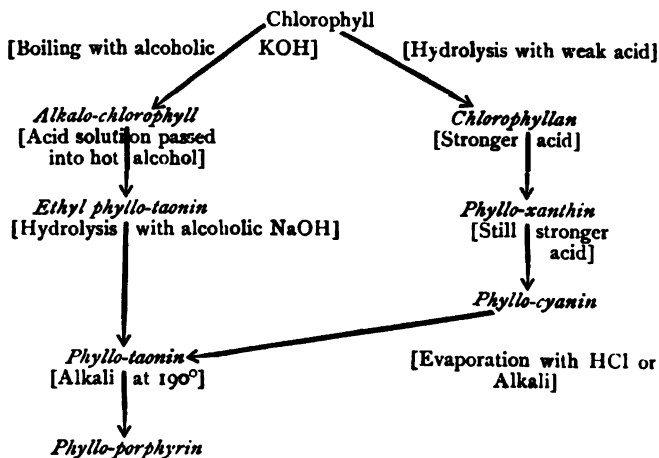 Chlorophyll
[Boiling with alcoholic KOH]
[Hydrolysis with weak acid]
Alkalo-chlorophyll
[Acid solution passed
into hot alcohol]
Chlorophyllan
[Stronger acid]
Ethyl phyllo-taonin
[Hydrolysis with alcoholic NaOH]
Phyllo-xanthin
[Still stronger
acid]
Phyllo-cyanin
Phyllo-taonin
[Alkali at 190°]
[Evaporation with HCl or
Alkali]
Phyllo-porphyrin